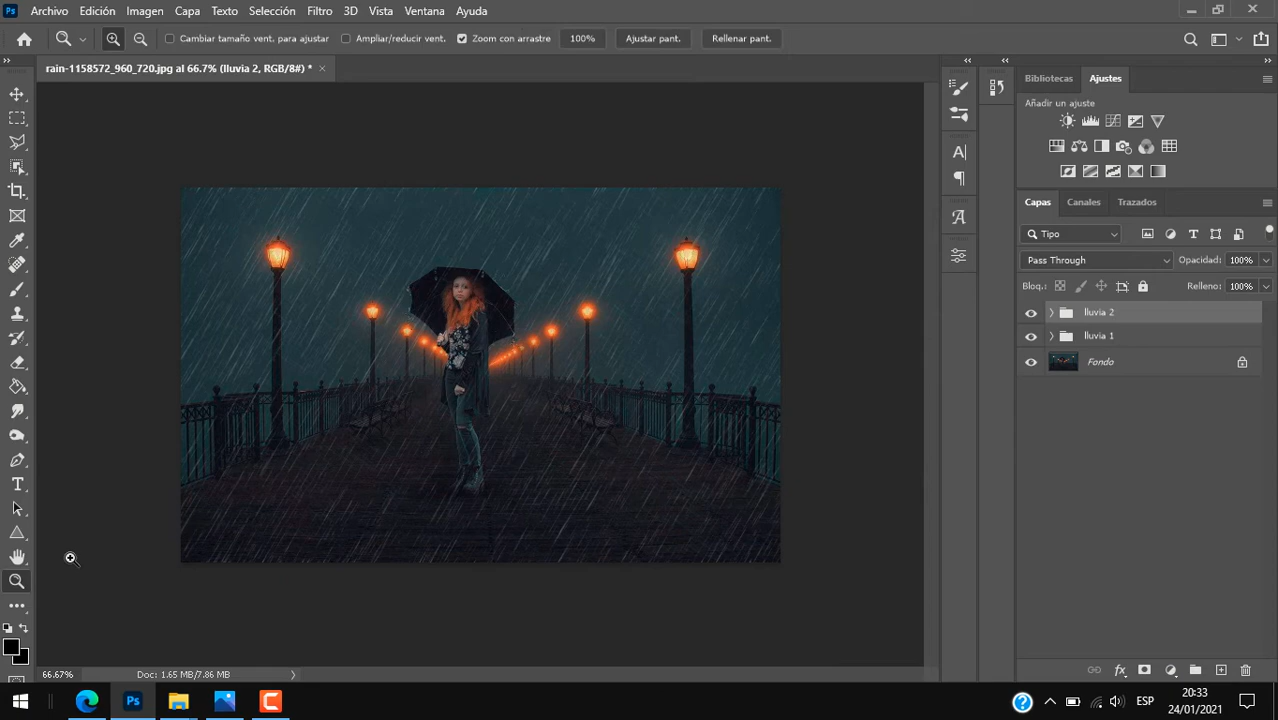 Ps Archivo Edición Imagen Capa Texto Selección Filtro 3D Vista Ventana Ayuda
Cambiar tamaño vent. para ajustar Ampliar/reducir vent. Zoom con arrastre 100% Ajustar pant. Rellenar pant.
rain-1158572_960_720.jpg al 66.7% (lluvia 2, RGB/8#) *
Bibliotecas Ajustes
Añadir un ajuste
Capas Canales Trazados
Tipo
Pass Through Opacidad: 100%
Bloq.: Relleno: 100%
lluvia 2
lluvia 1
Fondo
66.67% Doc: 1.65 MB/7.86 MB
Ps ESP 20:33
24/01/2021